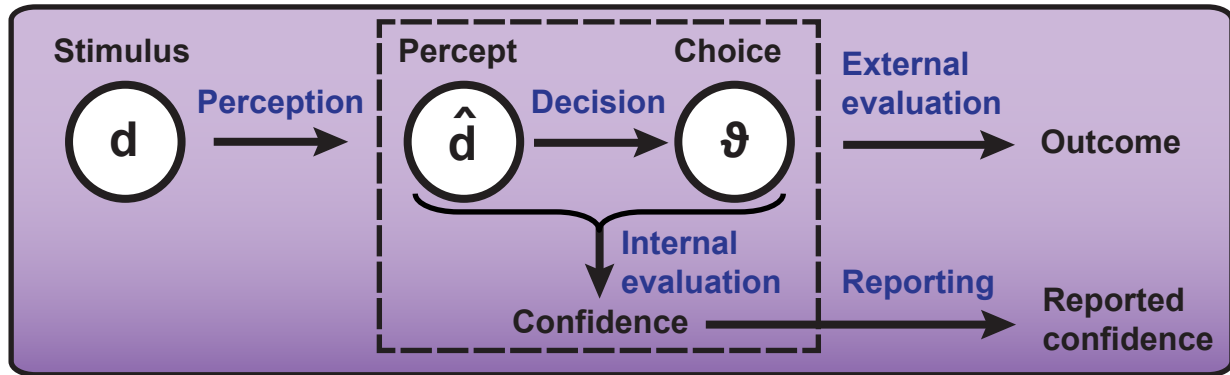 Stimulus
Percept
Choice
External
evaluation
Perception
Decision
d
d̂
ϑ
Outcome
Internal
evaluation
Reporting
Confidence
Reported
confidence